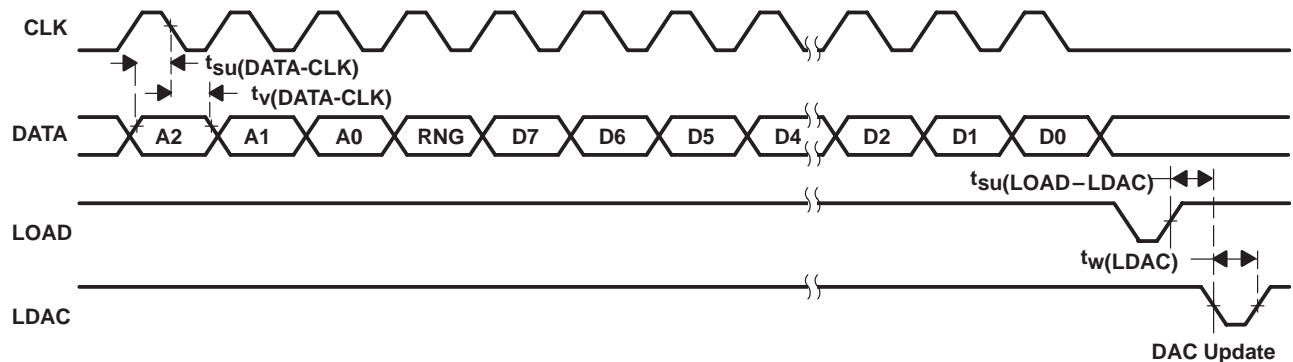 CLK
tsu(DATA-CLK)
tv(DATA-CLK)
DATA
A2 A1 A0 RNG D7 D6 D5 D4 D2 D1 D0
tsu(LOAD–LDAC)
LOAD
tw(LDAC)
LDAC
DAC Update